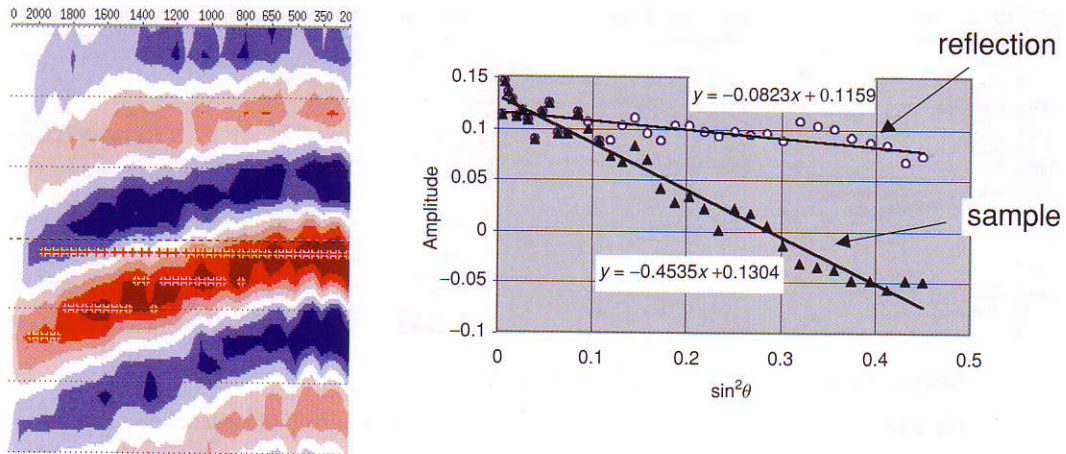 0 2000 1800 1400 1200 1000 800 650 500 350 20
reflection
0.15
y = −0.0823x + 0.1159
0.1
0.05
sample
Amplitude
0
y = −0.4535x + 0.1304
−0.05
−0.1
0 0.1 0.2 0.3 0.4 0.5
sin²θ